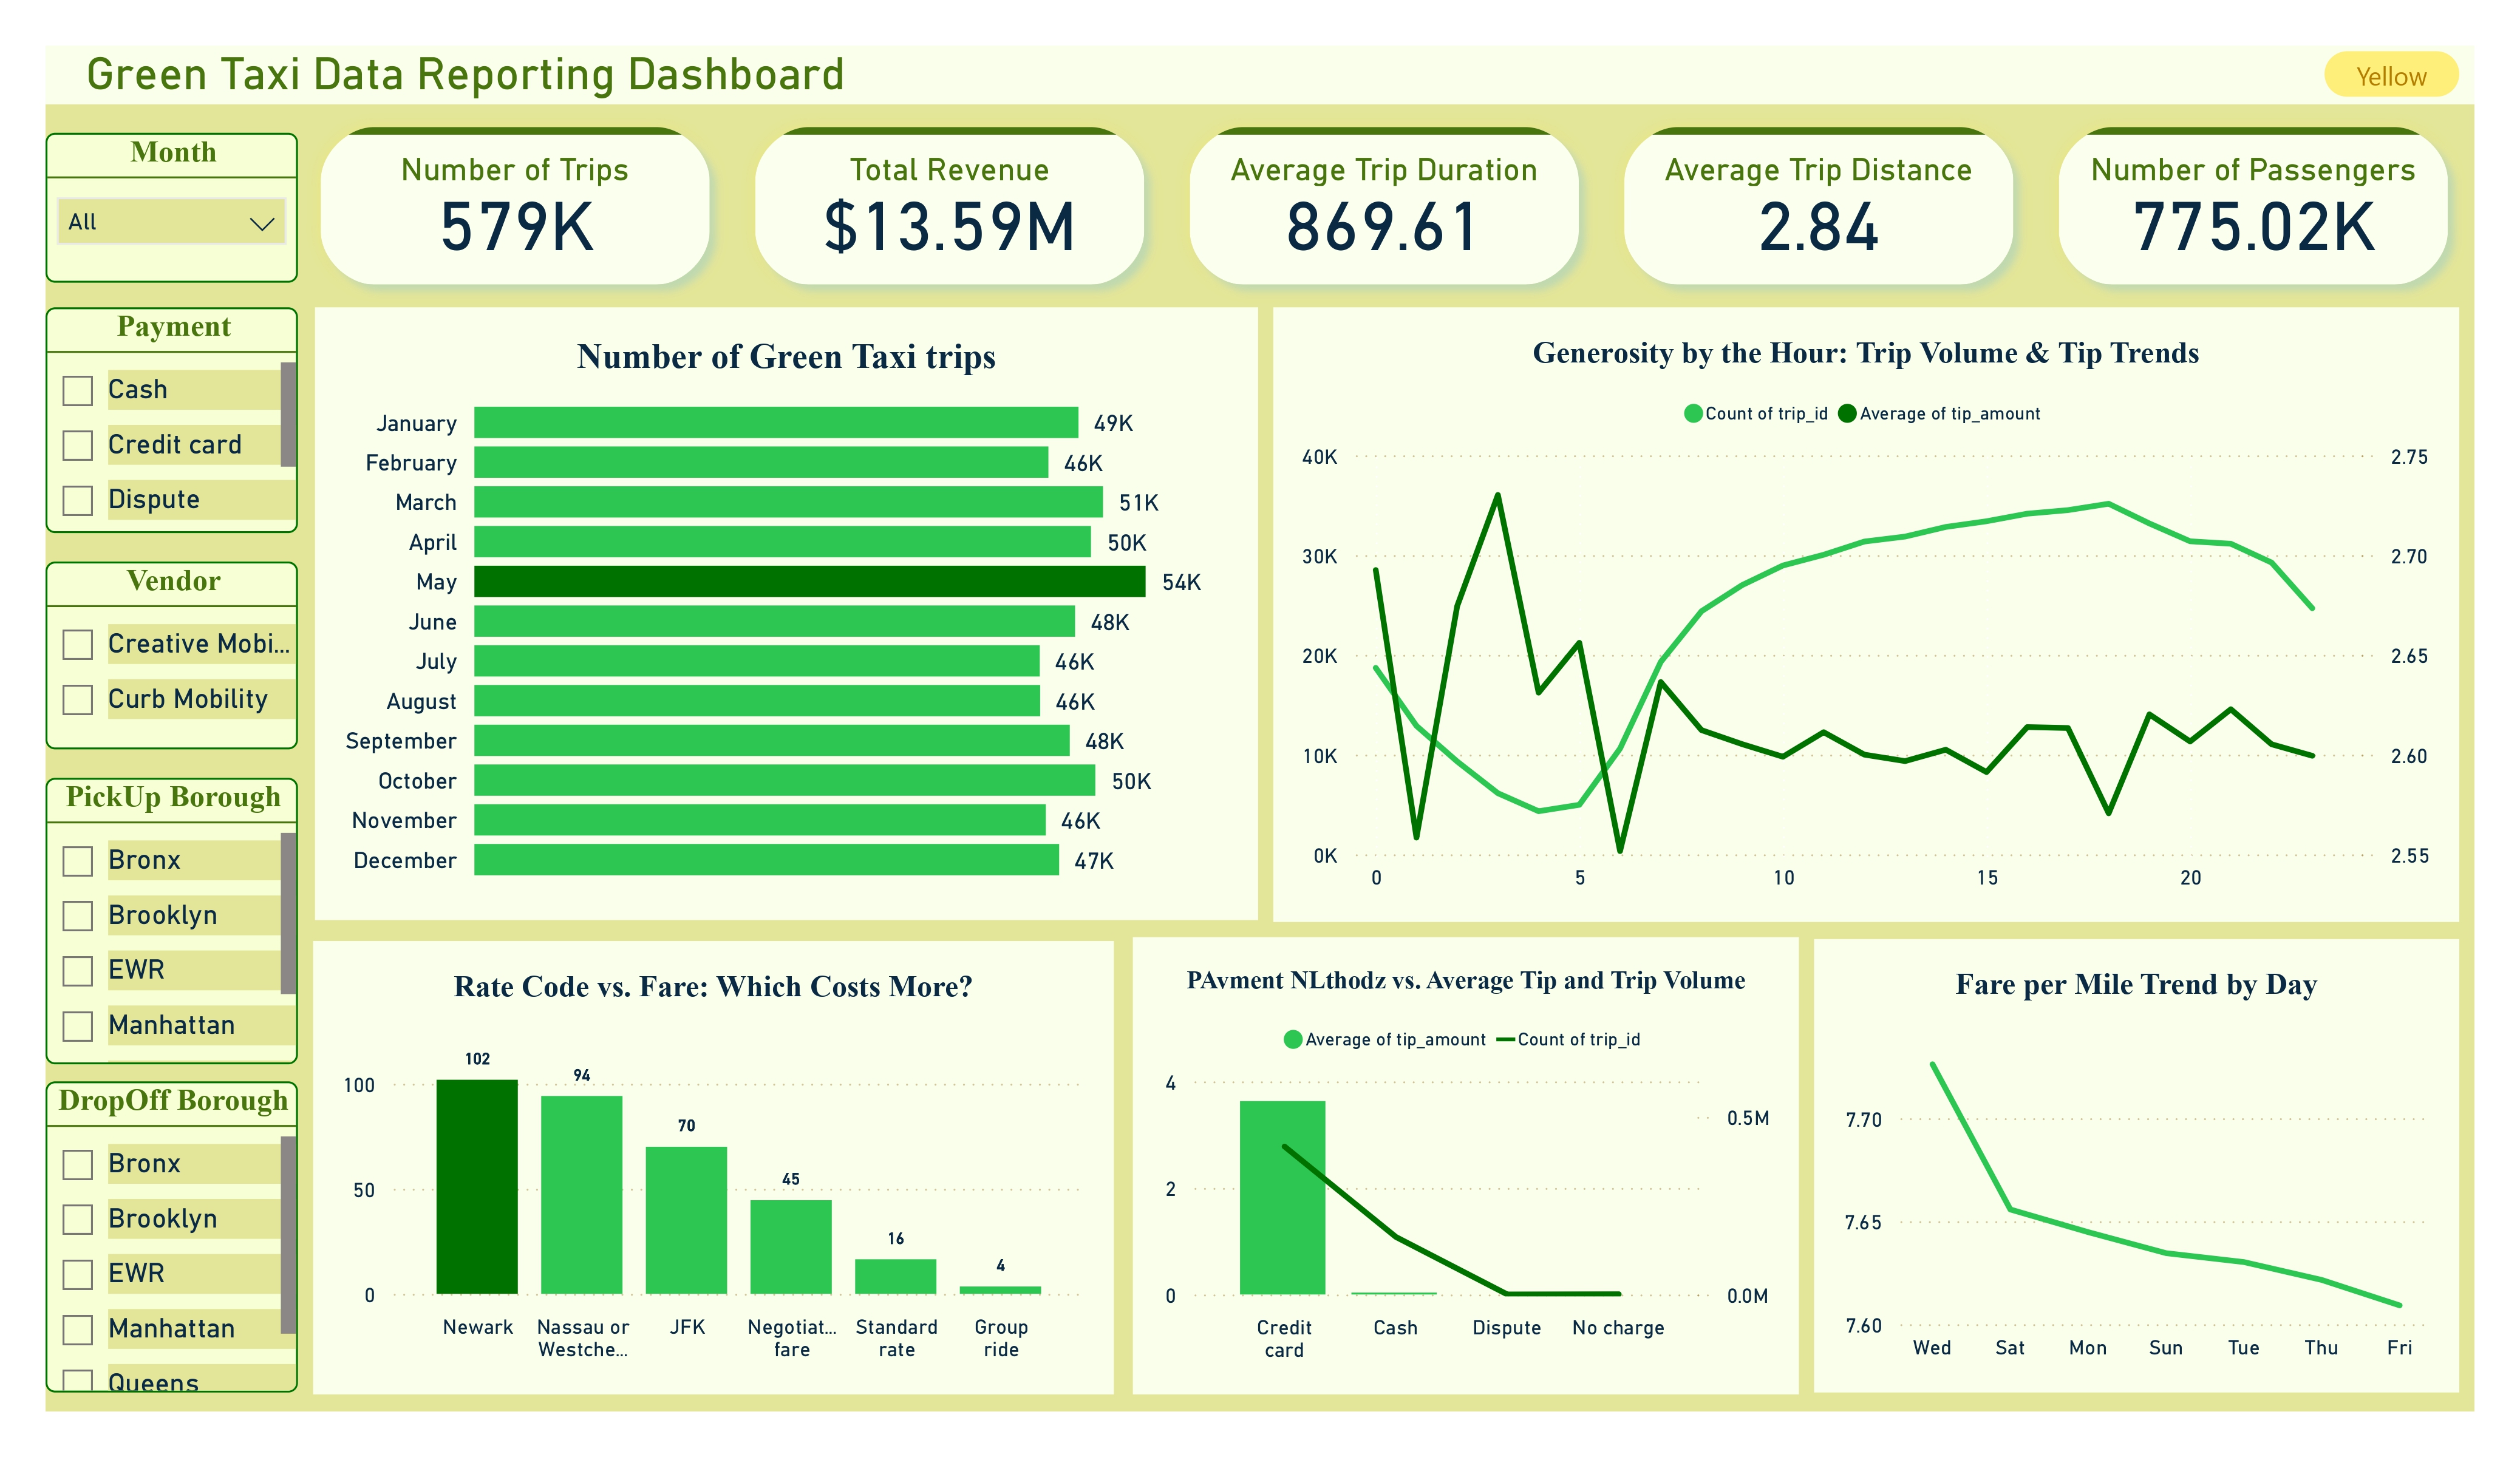 Green Taxi Data Reporting Dashboard
Yellow
Month
All
Number of Trips
579K
Total Revenue
$13.59M
Average Trip Duration
869.61
Average Trip Distance
2.84
Number of Passengers
775.02K
Payment
Cash
Credit card
Dispute
Vendor
Creative Mobi...
Curb Mobility
PickUp Borough
Bronx
Brooklyn
EWR
Manhattan
DropOff Borough
Bronx
Brooklyn
EWR
Manhattan
Queens
Number of Green Taxi trips
January 49K
February 46K
March 51K
April 50K
May 54K
June 48K
July 46K
August 46K
September 48K
October 50K
November 46K
December 47K
Generosity by the Hour: Trip Volume & Tip Trends
Count of trip_id Average of tip_amount
40K 2.75
30K 2.70
20K 2.65
10K 2.60
0K 2.55
0 5 10 15 20
Rate Code vs. Fare: Which Costs More?
102
94
70
45
16
4
100
50
0
Newark
Nassau or Westche...
JFK
Negotiat... fare
Standard rate
Group ride
PAvment NLthodz vs. Average Tip and Trip Volume
Average of tip_amount Count of trip_id
4
2
0
0.5M
0.0M
Credit card
Cash
Dispute
No charge
Fare per Mile Trend by Day
7.70
7.65
7.60
Wed Sat Mon Sun Tue Thu Fri